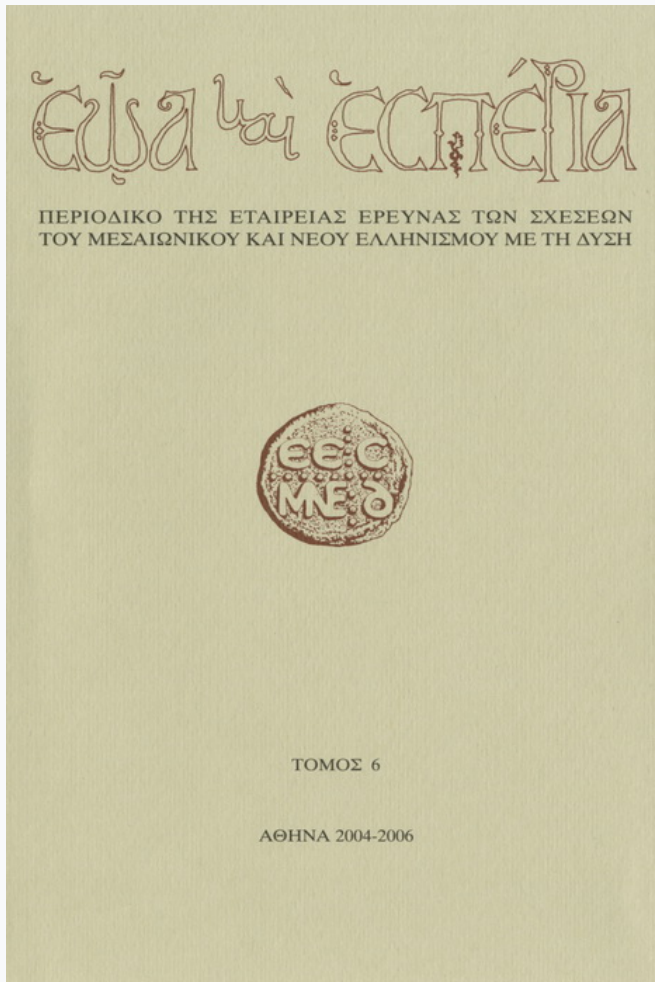 ἑῷα καὶ ἑσπέρια
ΠΕΡΙΟΔΙΚΟ ΤΗΣ ΕΤΑΙΡΕΙΑΣ ΕΡΕΥΝΑΣ ΤΩΝ ΣΧΕΣΕΩΝ
ΤΟΥ ΜΕΣΑΙΩΝΙΚΟΥ ΚΑΙ ΝΕΟΥ ΕΛΛΗΝΙΣΜΟΥ ΜΕ ΤΗ ΔΥΣΗ
ΕΕϹ
ΜΝΕδ
ΤΟΜΟΣ 6
ΑΘΗΝΑ 2004-2006